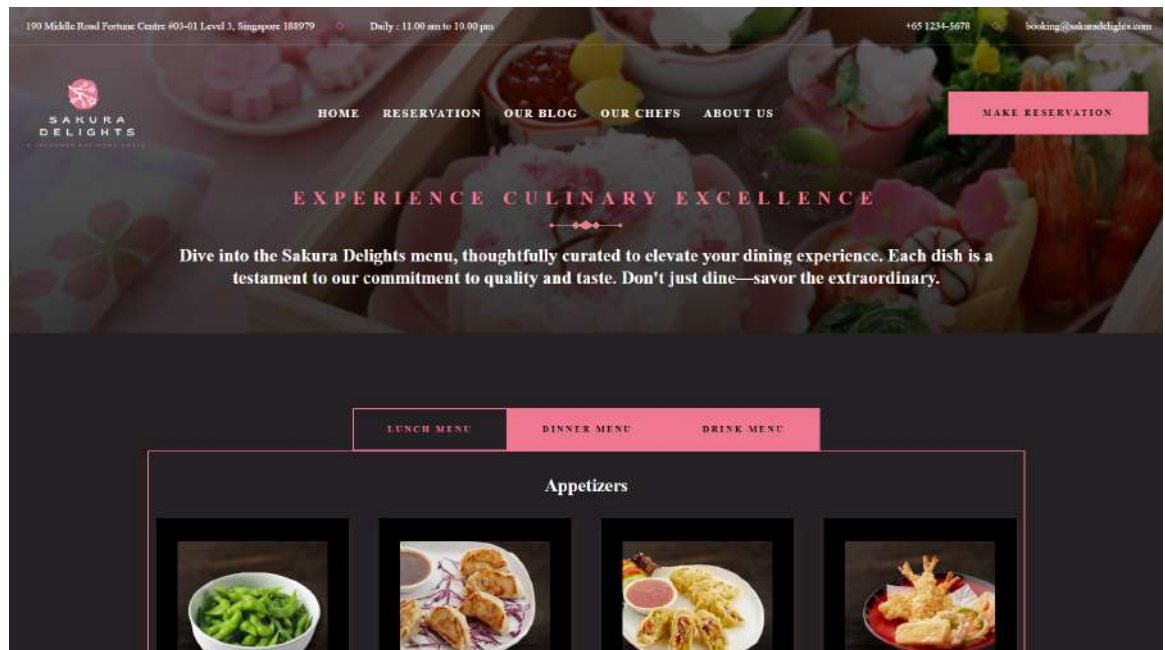 190 Middle Road Fortune Centre #03-01 Level 3, Singapore 188979
Daily : 11.00 am to 10.00 pm
+65 1234-5678
booking@sakuradelights.com
SAKURA
DELIGHTS
HOME RESERVATION OUR BLOG OUR CHEFS ABOUT US
MAKE RESERVATION
EXPERIENCE CULINARY EXCELLENCE
Dive into the Sakura Delights menu, thoughtfully curated to elevate your dining experience. Each dish is a
testament to our commitment to quality and taste. Don't just dine—savor the extraordinary.
LUNCH MENU DINNER MENU DRINK MENU
Appetizers